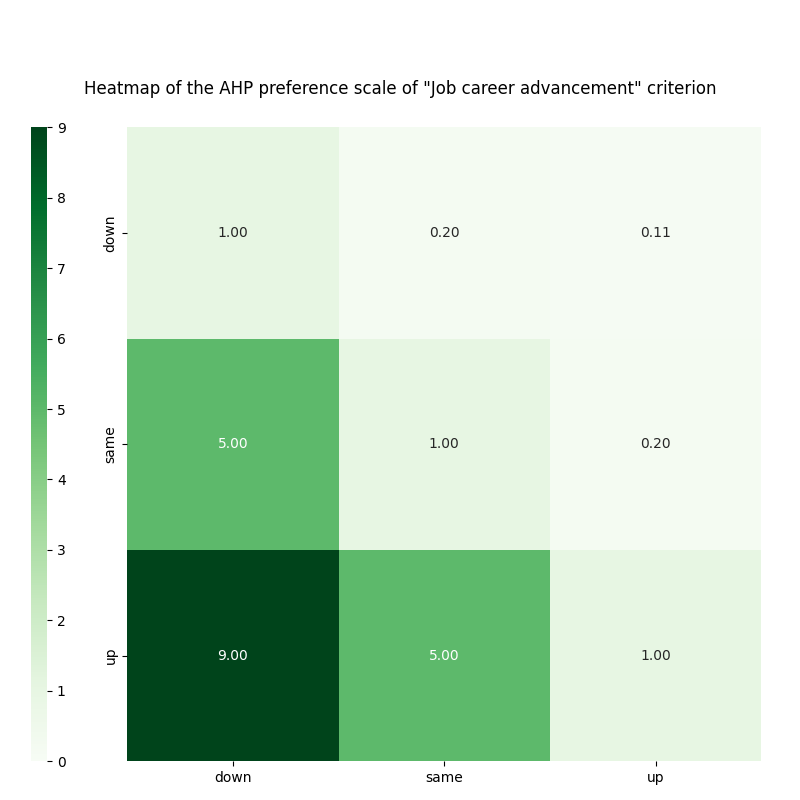 Heatmap of the AHP preference scale of "Job career advancement" criterion
9
8
7
6
5
4
3
2
1
0
down
1.00 0.20 0.11
same
5.00 1.00 0.20
up
9.00 5.00 1.00
down same up